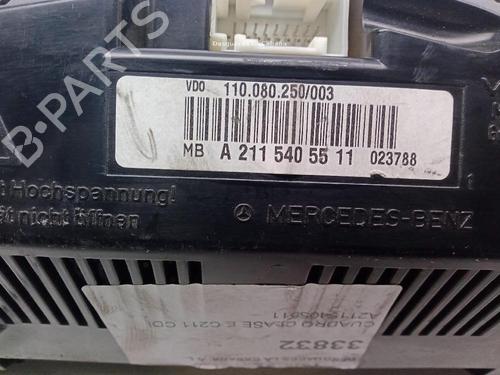 B-PARTS
VDO 110.080.250/003
MB A 211 540 55 11 023788
Hochspannung!
nicht öffnen
MERCEDES-BENZ
33832
CUADRO CLASE E C211 CDI
A2115405511